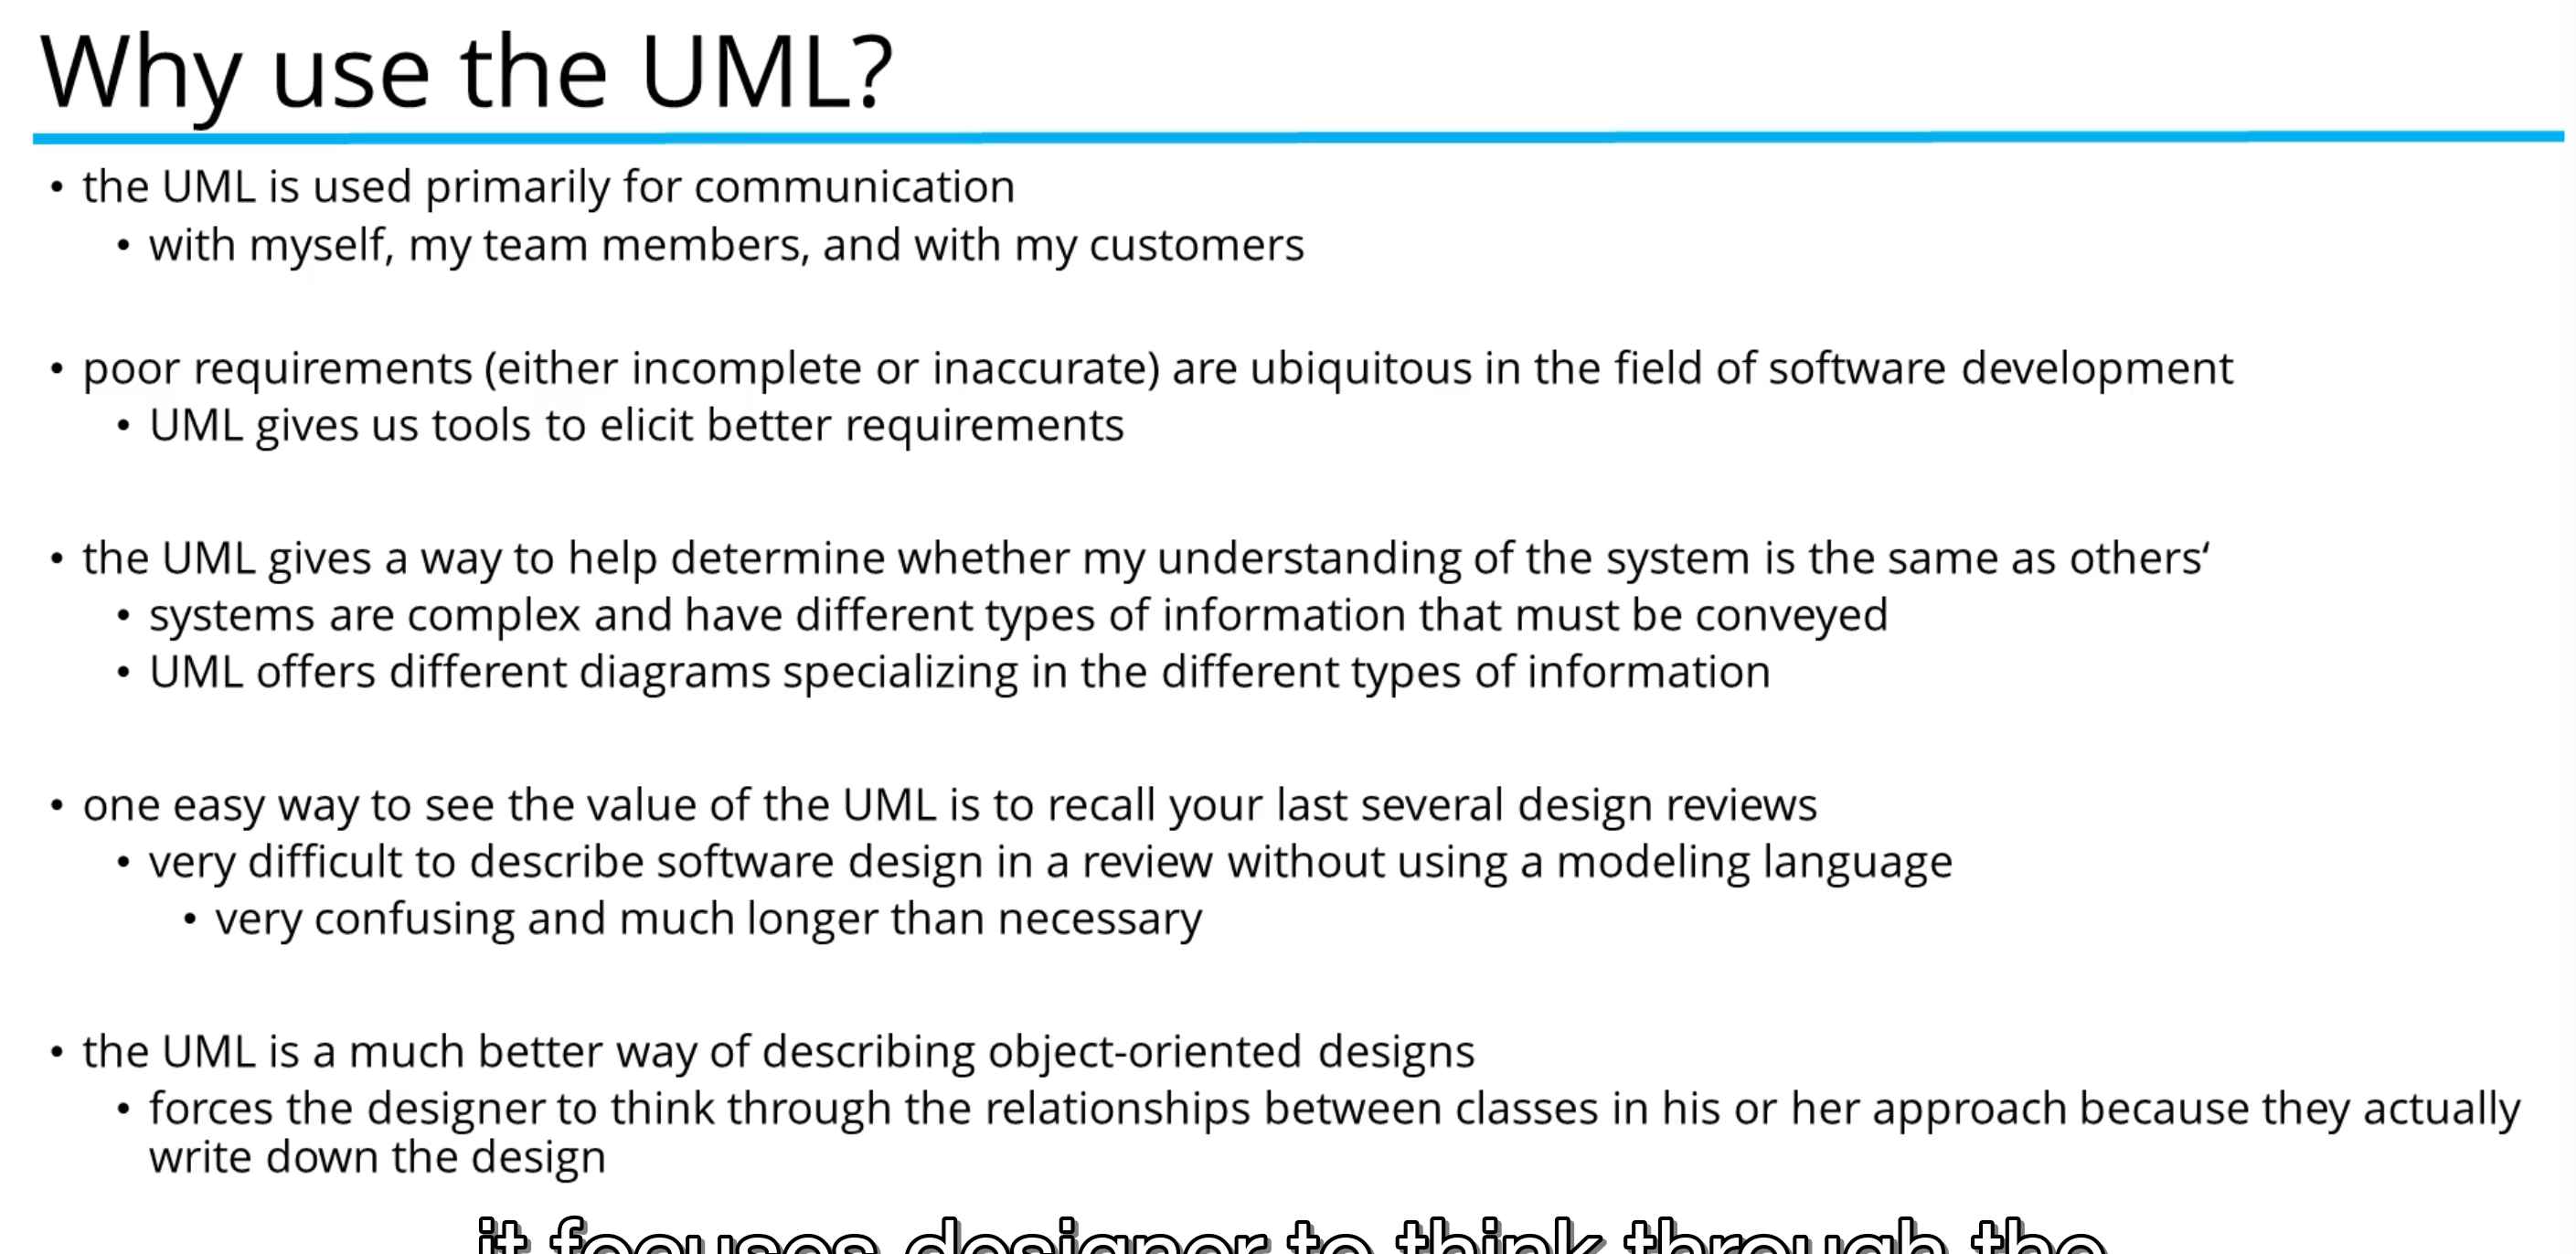 Why use the UML?
• the UML is used primarily for communication
• with myself, my team members, and with my customers
• poor requirements (either incomplete or inaccurate) are ubiquitous in the field of software development
• UML gives us tools to elicit better requirements
• the UML gives a way to help determine whether my understanding of the system is the same as others‘
• systems are complex and have different types of information that must be conveyed
• UML offers different diagrams specializing in the different types of information
• one easy way to see the value of the UML is to recall your last several design reviews
• very difficult to describe software design in a review without using a modeling language
• very confusing and much longer than necessary
• the UML is a much better way of describing object-oriented designs
• forces the designer to think through the relationships between classes in his or her approach because they actually
write down the design
it focuses designer to think through the